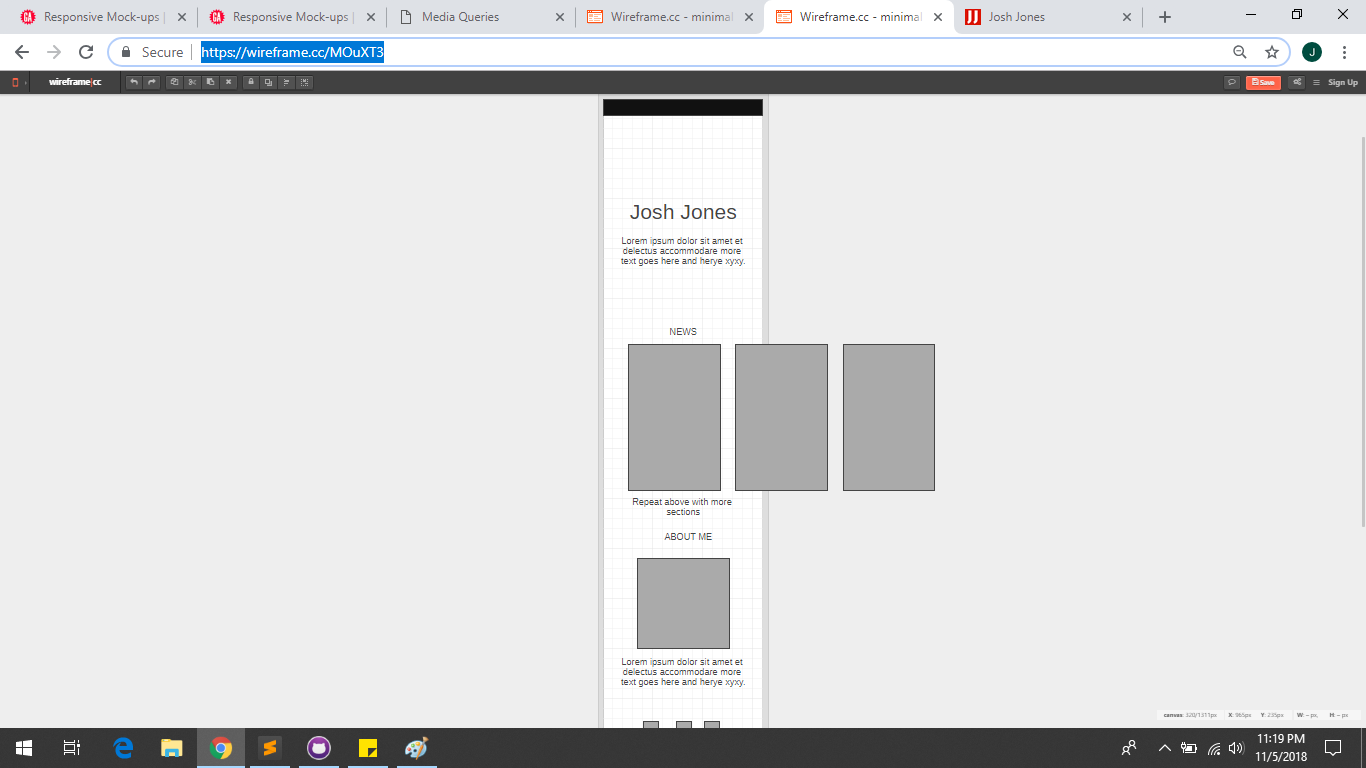 Responsive Mock-ups |
Responsive Mock-ups |
Media Queries
Wireframe.cc - minimal
Wireframe.cc - minimal
Josh Jones
Secure
https://wireframe.cc/MOuXT3
J
wireframe|cc
Save
Sign Up
Josh Jones
Lorem ipsum dolor sit amet et
delectus accommodare more
text goes here and herye xyxy.
NEWS
Repeat above with more
sections
ABOUT ME
Lorem ipsum dolor sit amet et
delectus accommodare more
text goes here and herye xyxy.
canvas: 320/1311px X: 965px Y: 235px W: – px, H: – px
11:19 PM
11/5/2018